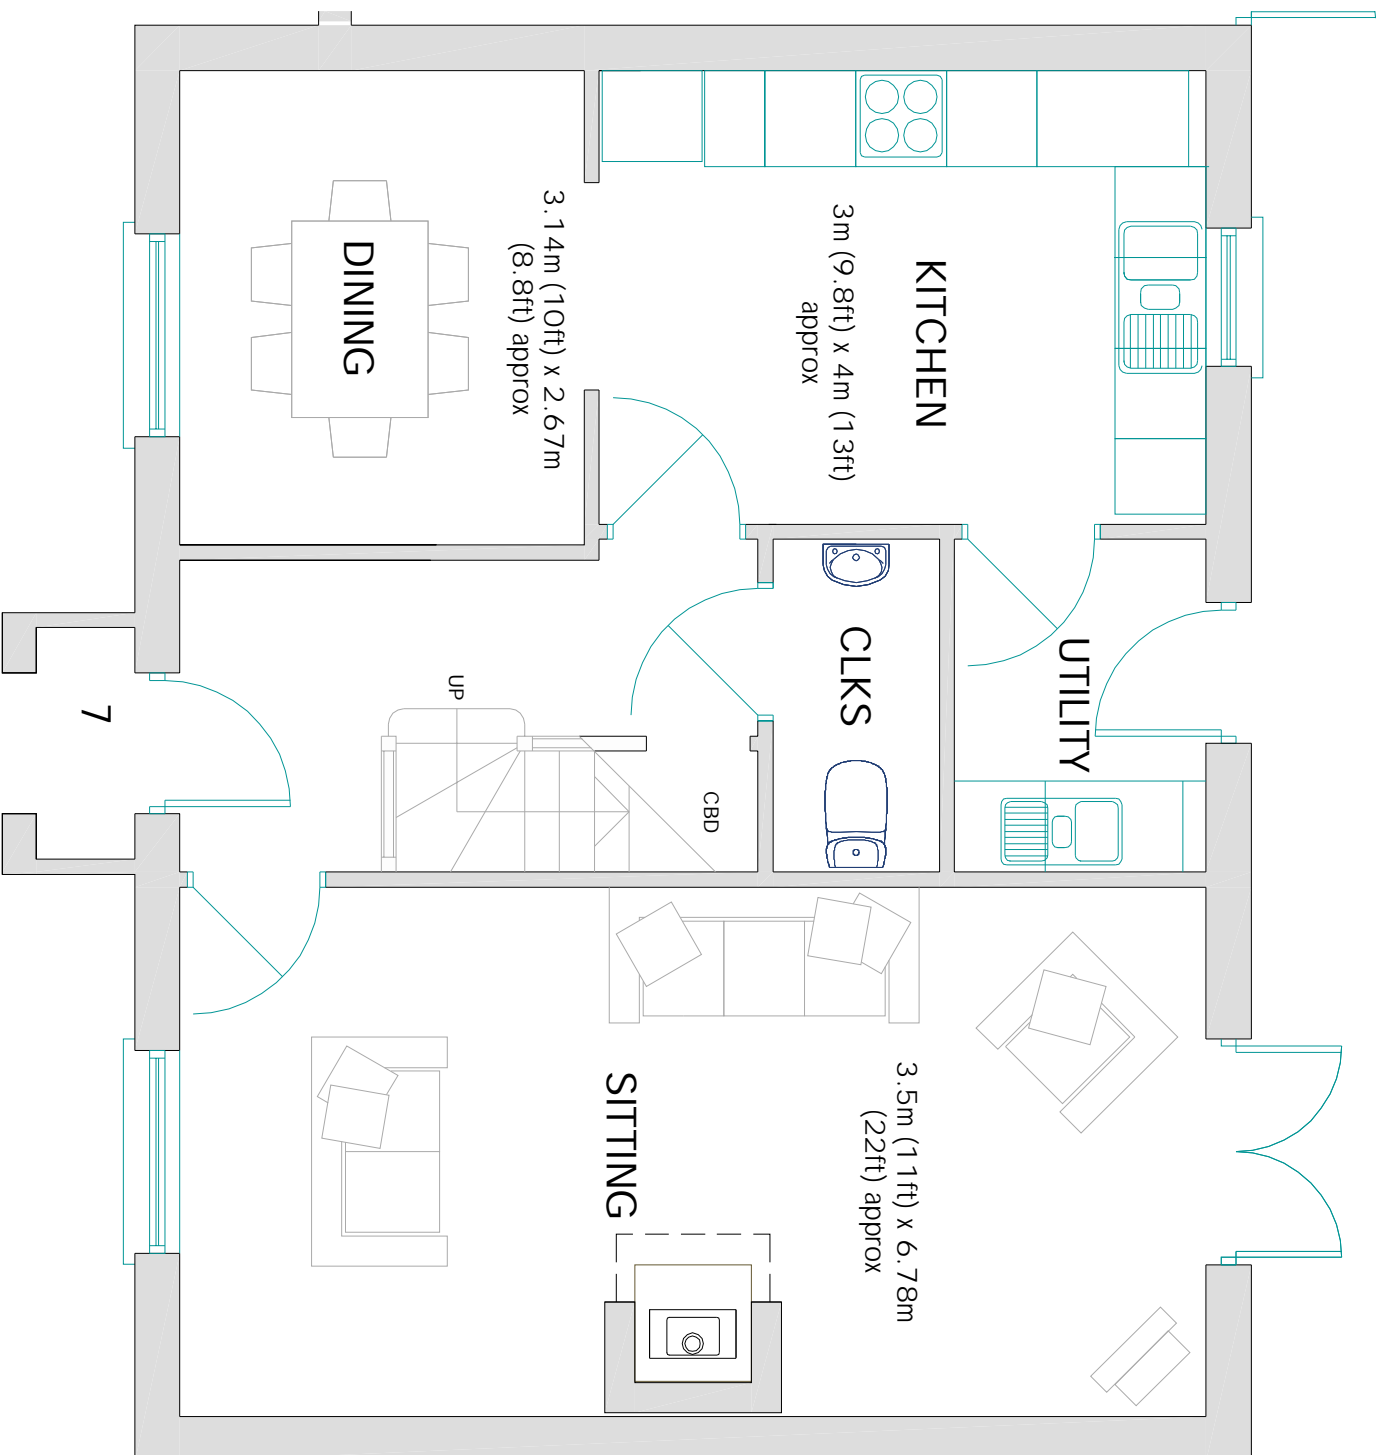 KITCHEN
3m (9.8ft) x 4m (13ft)
approx
DINING
3.14m (10ft) x 2.67m
(8.8ft) approx
UTILITY
CLKS
CBD
UP
7
SITTING
3.5m (11ft) x 6.78m
(22ft) approx